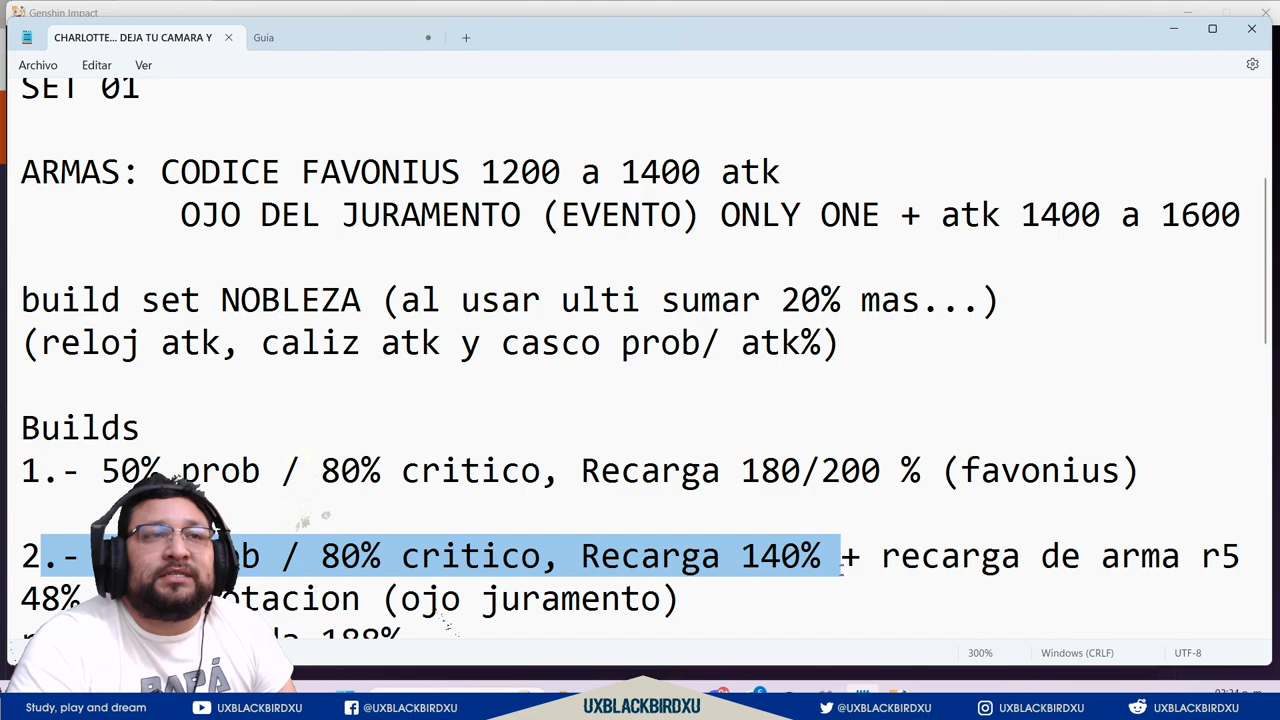 Genshin Impact
CHARLOTTE... DEJA TU CAMARA Y
Guia
Archivo Editar Ver
SET 01
ARMAS: CODICE FAVONIUS 1200 a 1400 atk
OJO DEL JURAMENTO (EVENTO) ONLY ONE + atk 1400 a 1600
build set NOBLEZA (al usar ulti sumar 20% mas...)
(reloj atk, caliz atk y casco prob/ atk%)
Builds
1.- 50% prob / 80% critico, Recarga 180/200 % (favonius)
2.- / 80% critico, Recarga 140% + recarga de arma r5
48% (ojo juramento)
188%
300% Windows (CRLF) UTF-8
PAPÁ
Study, play and dream
UXBLACKBIRDXU
@UXBLACKBIRDXU
UXBLACKBIRDXU
@UXBLACKBIRDXU
UXBLACKBIRDXU
UXBLACKBIRDXU